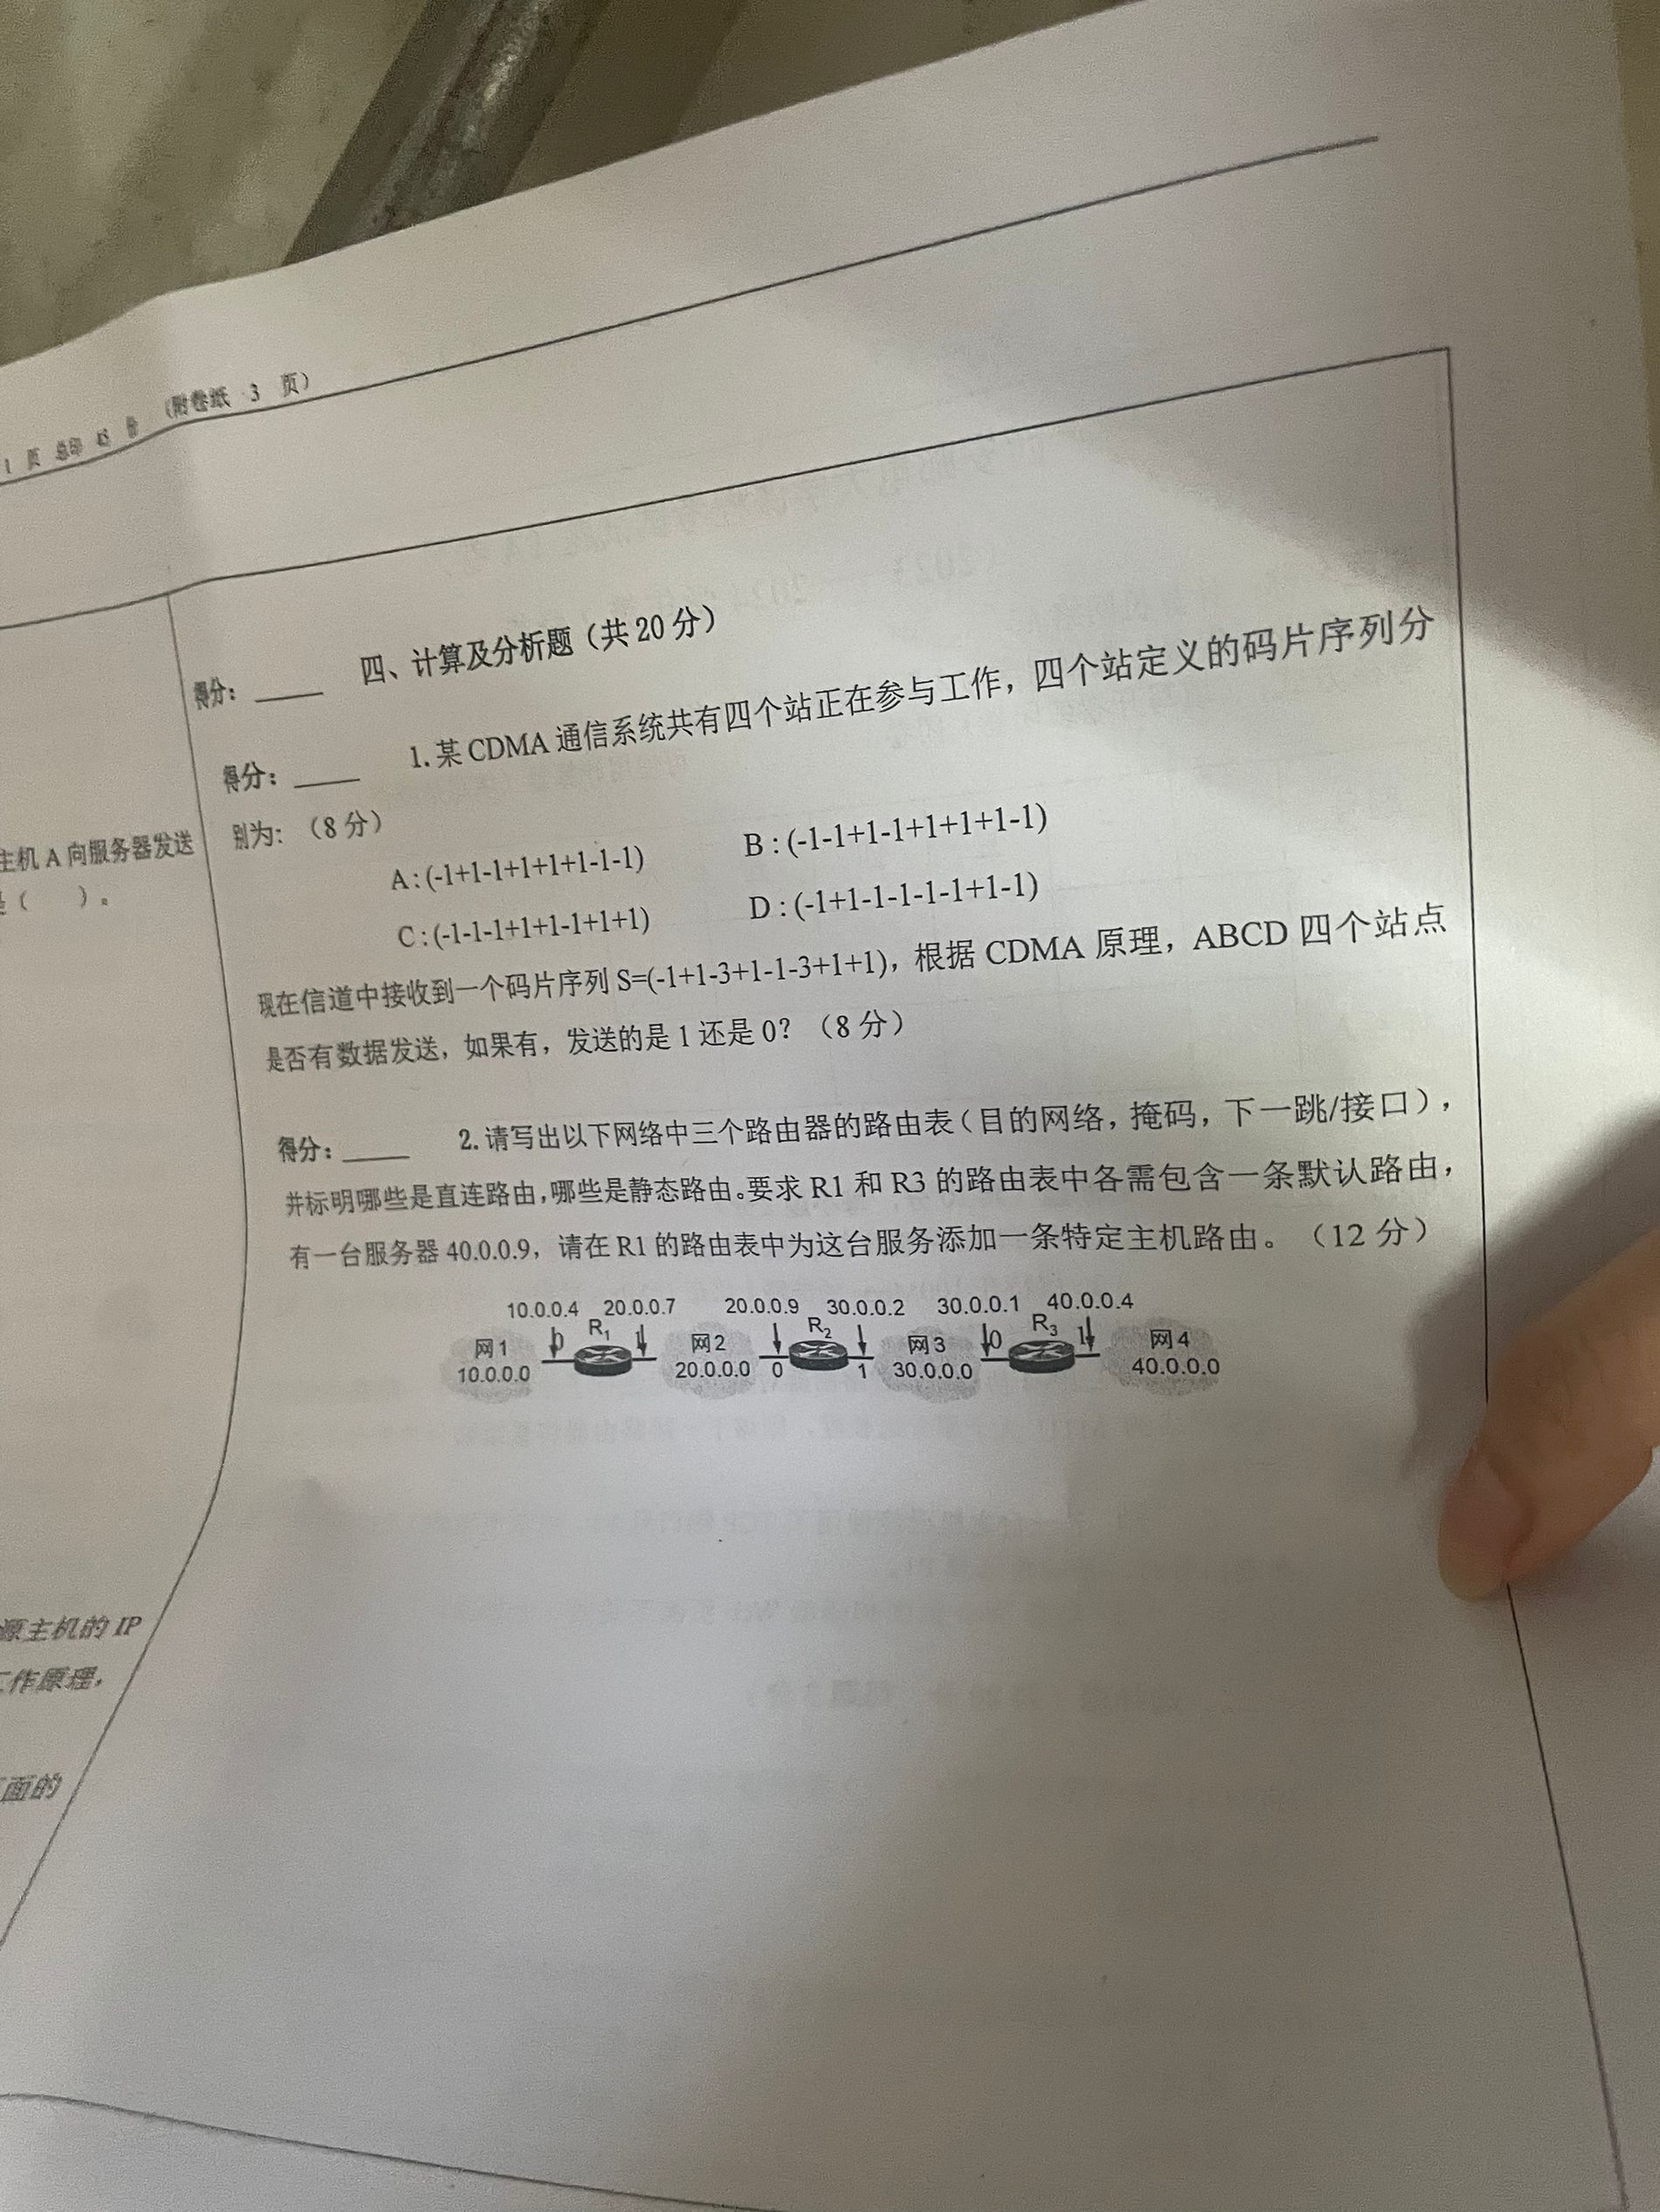 1 页 总印 45 份 (附卷纸 3 页)
主机 A 向服务器发送
是( )。
源主机的 IP
工作原理,
面的
得分: ____ 四、计算及分析题(共 20 分)
得分: ____ 1.某 CDMA 通信系统共有四个站正在参与工作,四个站定义的码片序列分
别为:(8 分)
A:(-1+1-1+1+1+1-1-1) B:(-1-1+1-1+1+1+1-1)
C:(-1-1-1+1+1-1+1+1) D:(-1+1-1-1-1-1+1-1)
现在信道中接收到一个码片序列 S=(-1+1-3+1-1-3+1+1),根据 CDMA 原理,ABCD 四个站点
是否有数据发送,如果有,发送的是 1 还是 0?(8 分)
得分: ____ 2.请写出以下网络中三个路由器的路由表(目的网络,掩码,下一跳/接口),
并标明哪些是直连路由,哪些是静态路由。要求 R1 和 R3 的路由表中各需包含一条默认路由,
有一台服务器 40.0.0.9,请在 R1 的路由表中为这台服务添加一条特定主机路由。(12 分)
10.0.0.4 20.0.0.7 20.0.0.9 30.0.0.2 30.0.0.1 40.0.0.4
网1 0 R1 1 网2 R2 网3 0 R3 1 网4
10.0.0.0 20.0.0.0 0 1 30.0.0.0 40.0.0.0